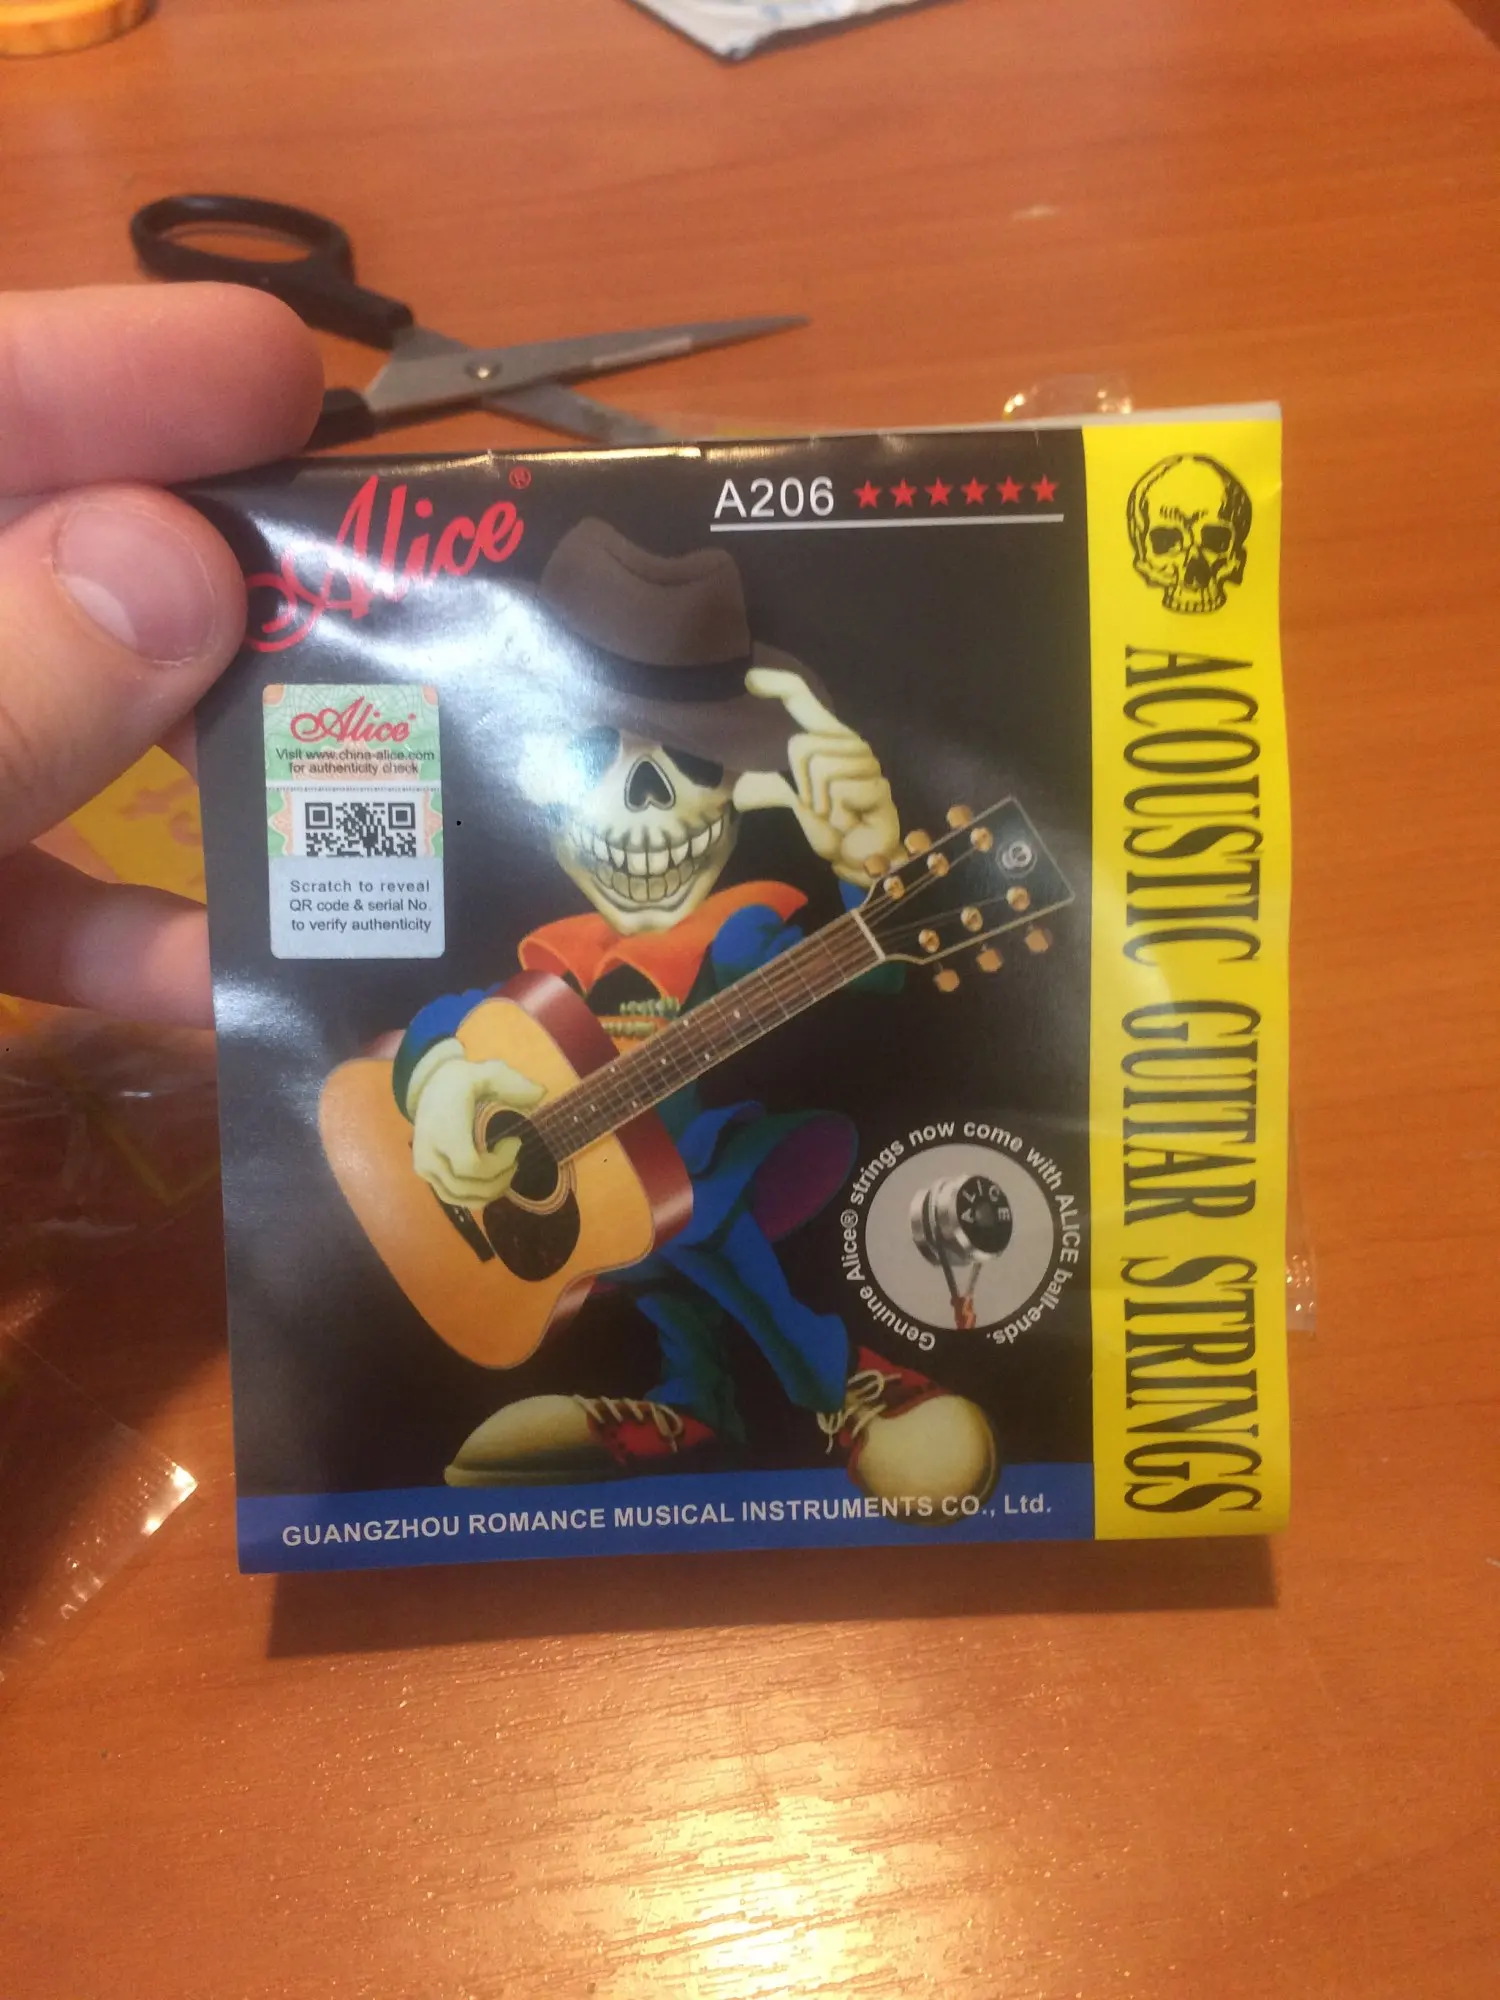 Alice®
A206 ★★★★★★
Alice®
Visit www.china-alice.com
for authenticity check
Scratch to reveal
QR code & serial No.
to verify authenticity
Genuine Alice® strings now come with ALICE ball-ends.
ALICE
GUANGZHOU ROMANCE MUSICAL INSTRUMENTS CO., Ltd.
ACOUSTIC GUITAR STRINGS